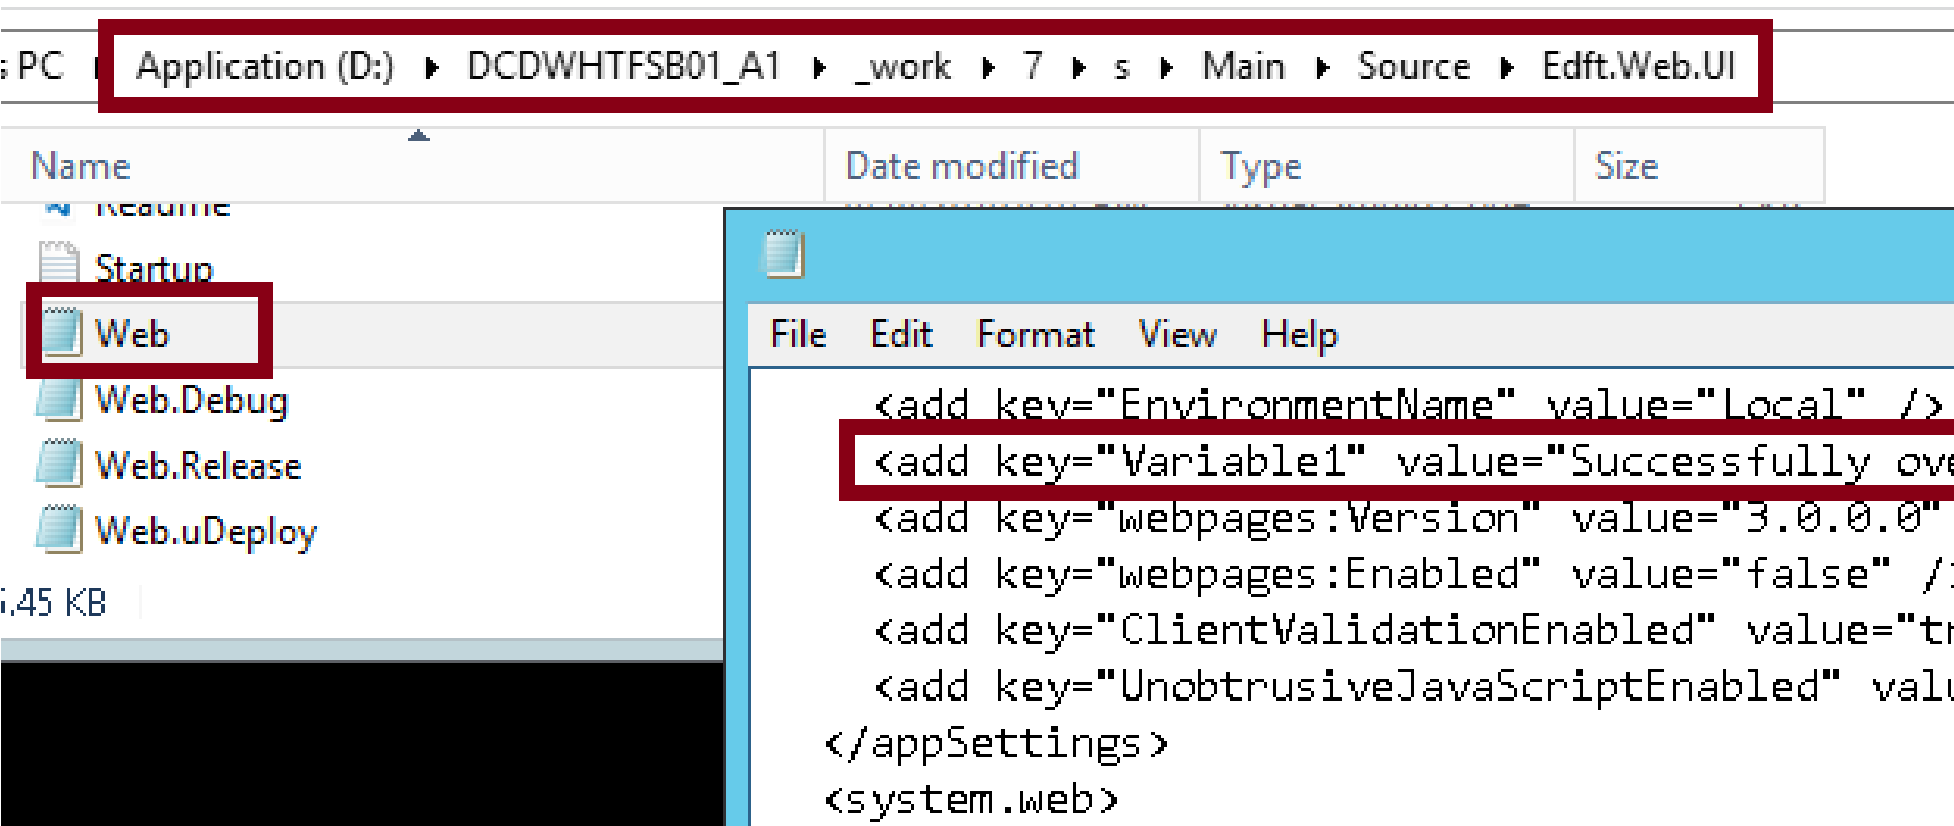 PC Application (D:) DCDWHTFSB01_A1 _work 7 s Main Source Edft.Web.UI
Name Date modified Type Size
Readme
Startup
Web
Web.Debug
Web.Release
Web.uDeploy
5.45 KB
File Edit Format View Help
<add key="EnvironmentName" value="Local" />
<add key="Variable1" value="Successfully ove
<add key="webpages:Version" value="3.0.0.0"
<add key="webpages:Enabled" value="false" /
<add key="ClientValidationEnabled" value="tr
<add key="UnobtrusiveJavaScriptEnabled" valu
</appSettings>
<system.web>